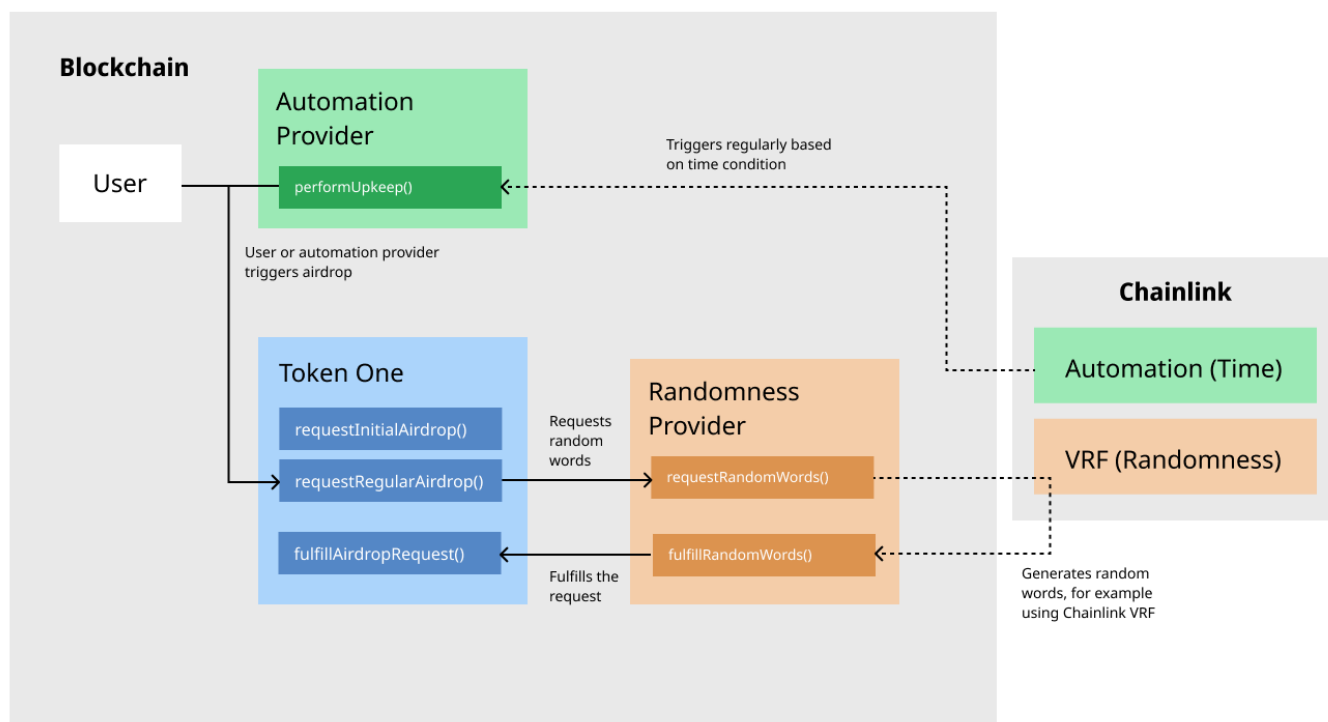 Blockchain
Automation
Provider
performUpkeep()
User
Triggers regularly based
on time condition
User or automation provider
triggers airdrop
Chainlink
Automation (Time)
VRF (Randomness)
Token One
requestInitialAirdrop()
requestRegularAirdrop()
fulfillAirdropRequest()
Requests
random
words
Fulfills the
request
Randomness
Provider
requestRandomWords()
fulfillRandomWords()
Generates random
words, for example
using Chainlink VRF